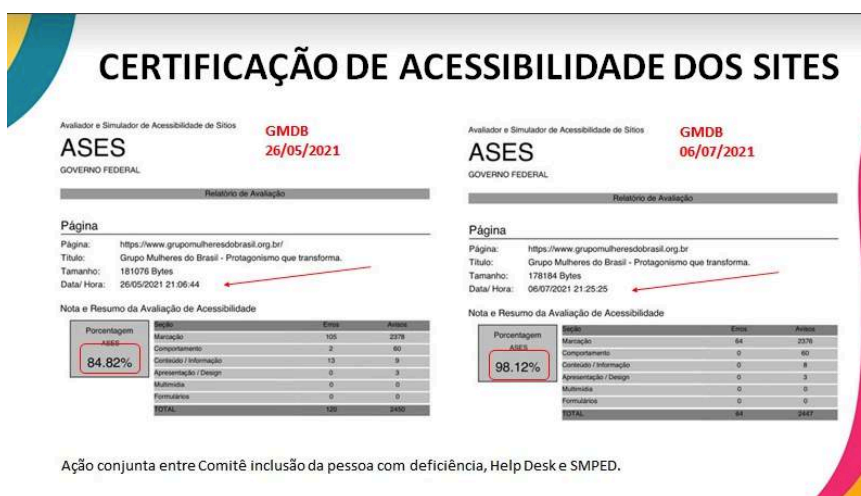 CERTIFICAÇÃO DE ACESSIBILIDADE DOS SITES
Avaliador e Simulador de Acessibilidade de Sítios
GMDB
26/05/2021
ASES
GOVERNO FEDERAL
Relatório de Avaliação
Página
Página: https://www.grupomulheresdobrasil.org.br/
Título: Grupo Mulheres do Brasil - Protagonismo que transforma.
Tamanho: 181076 Bytes
Data/ Hora: 26/05/2021 21:06:44
Nota e Resumo da Avaliação de Acessibilidade
Porcentagem
ASES
84.82%
Seção Erros Avisos
Marcação 105 2378
Comportamento 2 60
Conteúdo / Informação 13 9
Apresentação / Design 0 3
Multimídia 0 0
Formulários 0 0
TOTAL 120 2450
Avaliador e Simulador de Acessibilidade de Sítios
GMDB
06/07/2021
ASES
GOVERNO FEDERAL
Relatório de Avaliação
Página
Página: https://www.grupomulheresdobrasil.org.br
Título: Grupo Mulheres do Brasil - Protagonismo que transforma.
Tamanho: 178184 Bytes
Data/ Hora: 06/07/2021 21:25:25
Nota e Resumo da Avaliação de Acessibilidade
Porcentagem
ASES
98.12%
Seção Erros Avisos
Marcação 64 2376
Comportamento 0 60
Conteúdo / Informação 0 8
Apresentação / Design 0 3
Multimídia 0 0
Formulários 0 0
TOTAL 64 2447
Ação conjunta entre Comitê inclusão da pessoa com deficiência, Help Desk e SMPED.